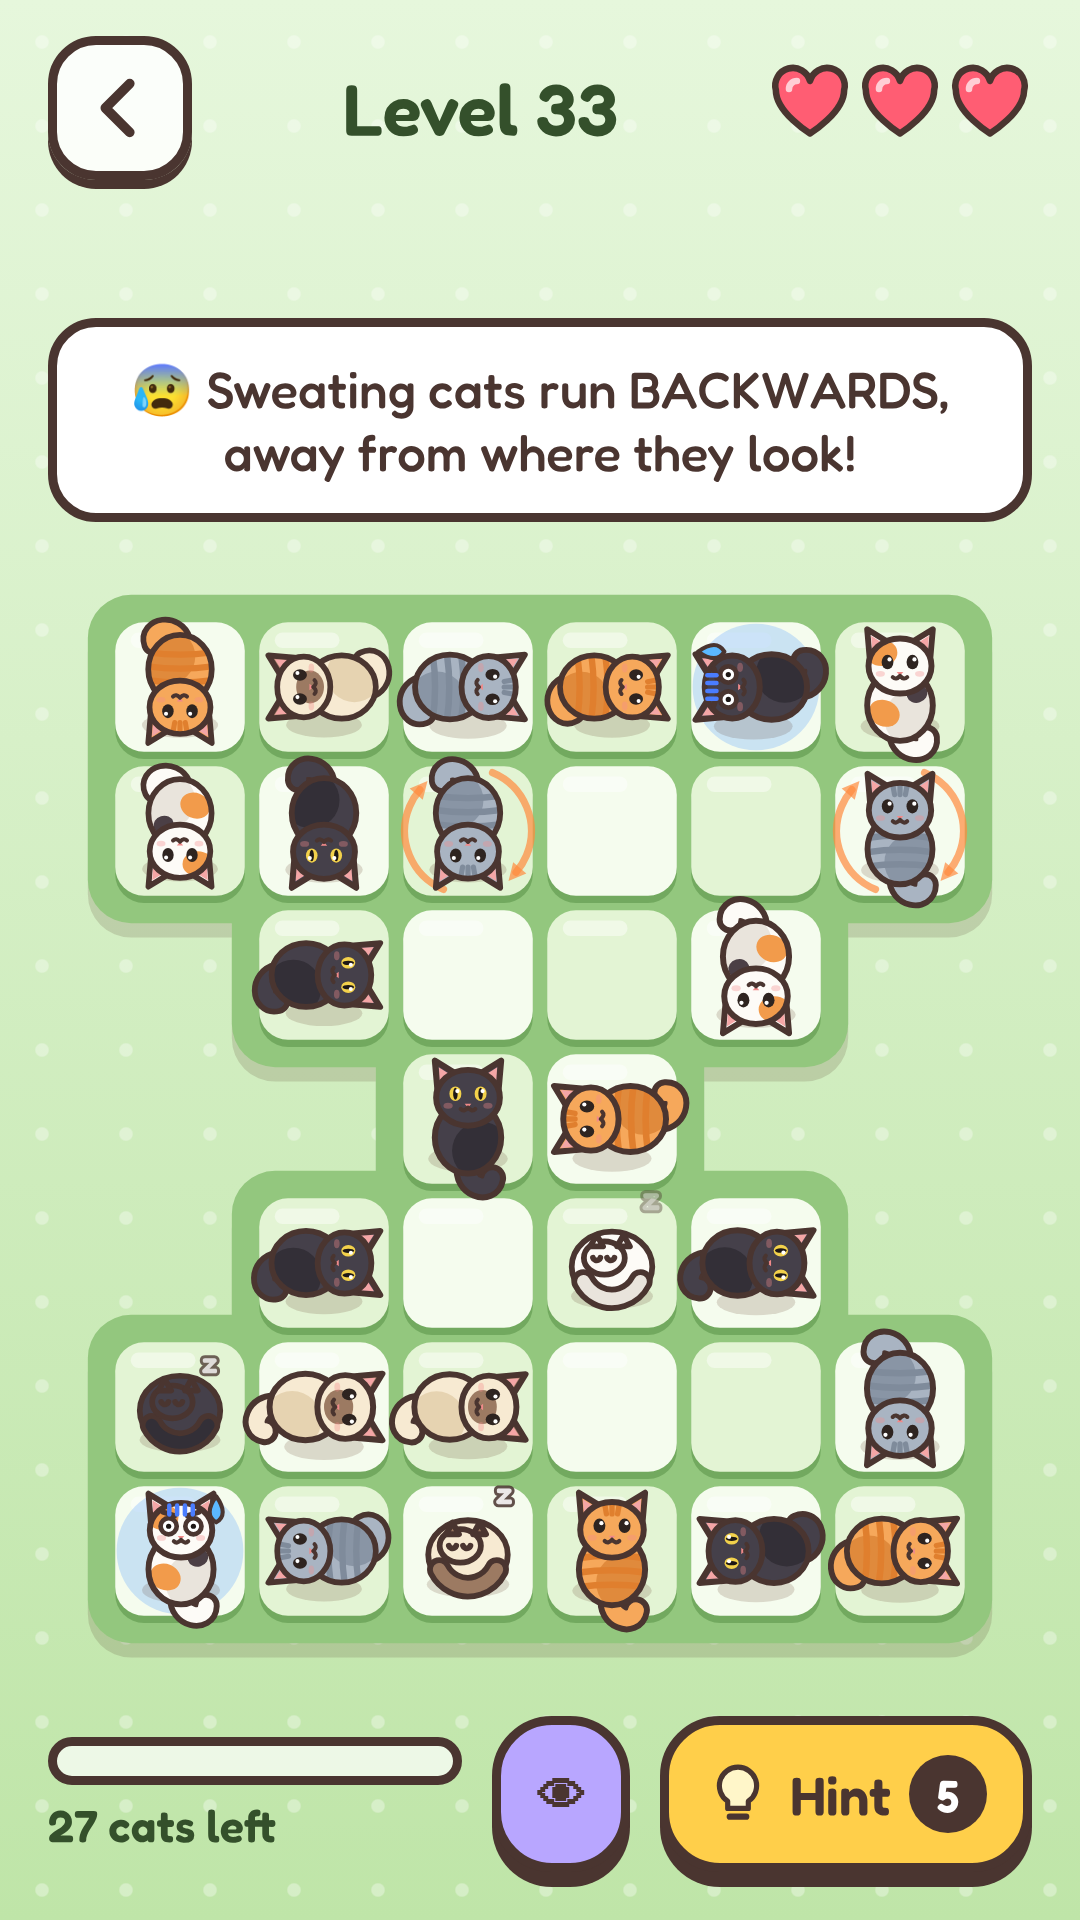 Level 33
😰 Sweating cats run BACKWARDS,
away from where they look!
z
z
z
27 cats left
Hint 5